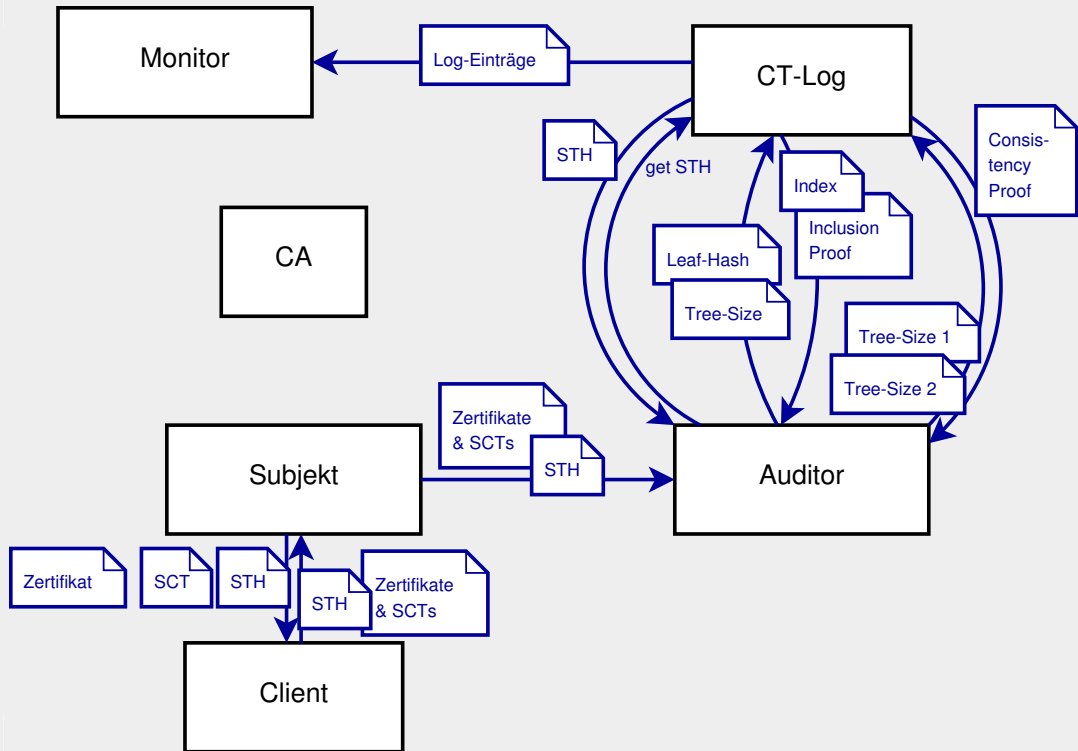 Monitor
Log-Einträge
CT-Log
STH
get STH
Index
Inclusion
Proof
Consis-
tency
Proof
CA
Leaf-Hash
Tree-Size
Tree-Size 1
Tree-Size 2
Zertifikate
& SCTs
STH
Subjekt
Auditor
Zertifikat
SCT
STH
STH
Zertifikate
& SCTs
Client